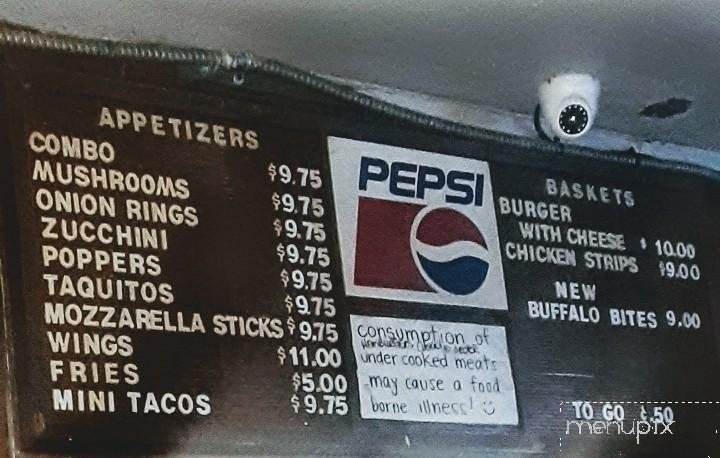 APPETIZERS
COMBO $9.75
MUSHROOMS $9.75
ONION RINGS $9.75
ZUCCHINI $9.75
POPPERS $9.75
TAQUITOS $9.75
MOZZARELLA STICKS $9.75
WINGS $11.00
FRIES $5.00
MINI TACOS $9.75
PEPSI
consumption of
under cooked meats
may cause a food
borne illness!
BASKETS
BURGER
WITH CHEESE $ 10.00
CHICKEN STRIPS $9.00
NEW
BUFFALO BITES 9.00
TO GO .50
menupix